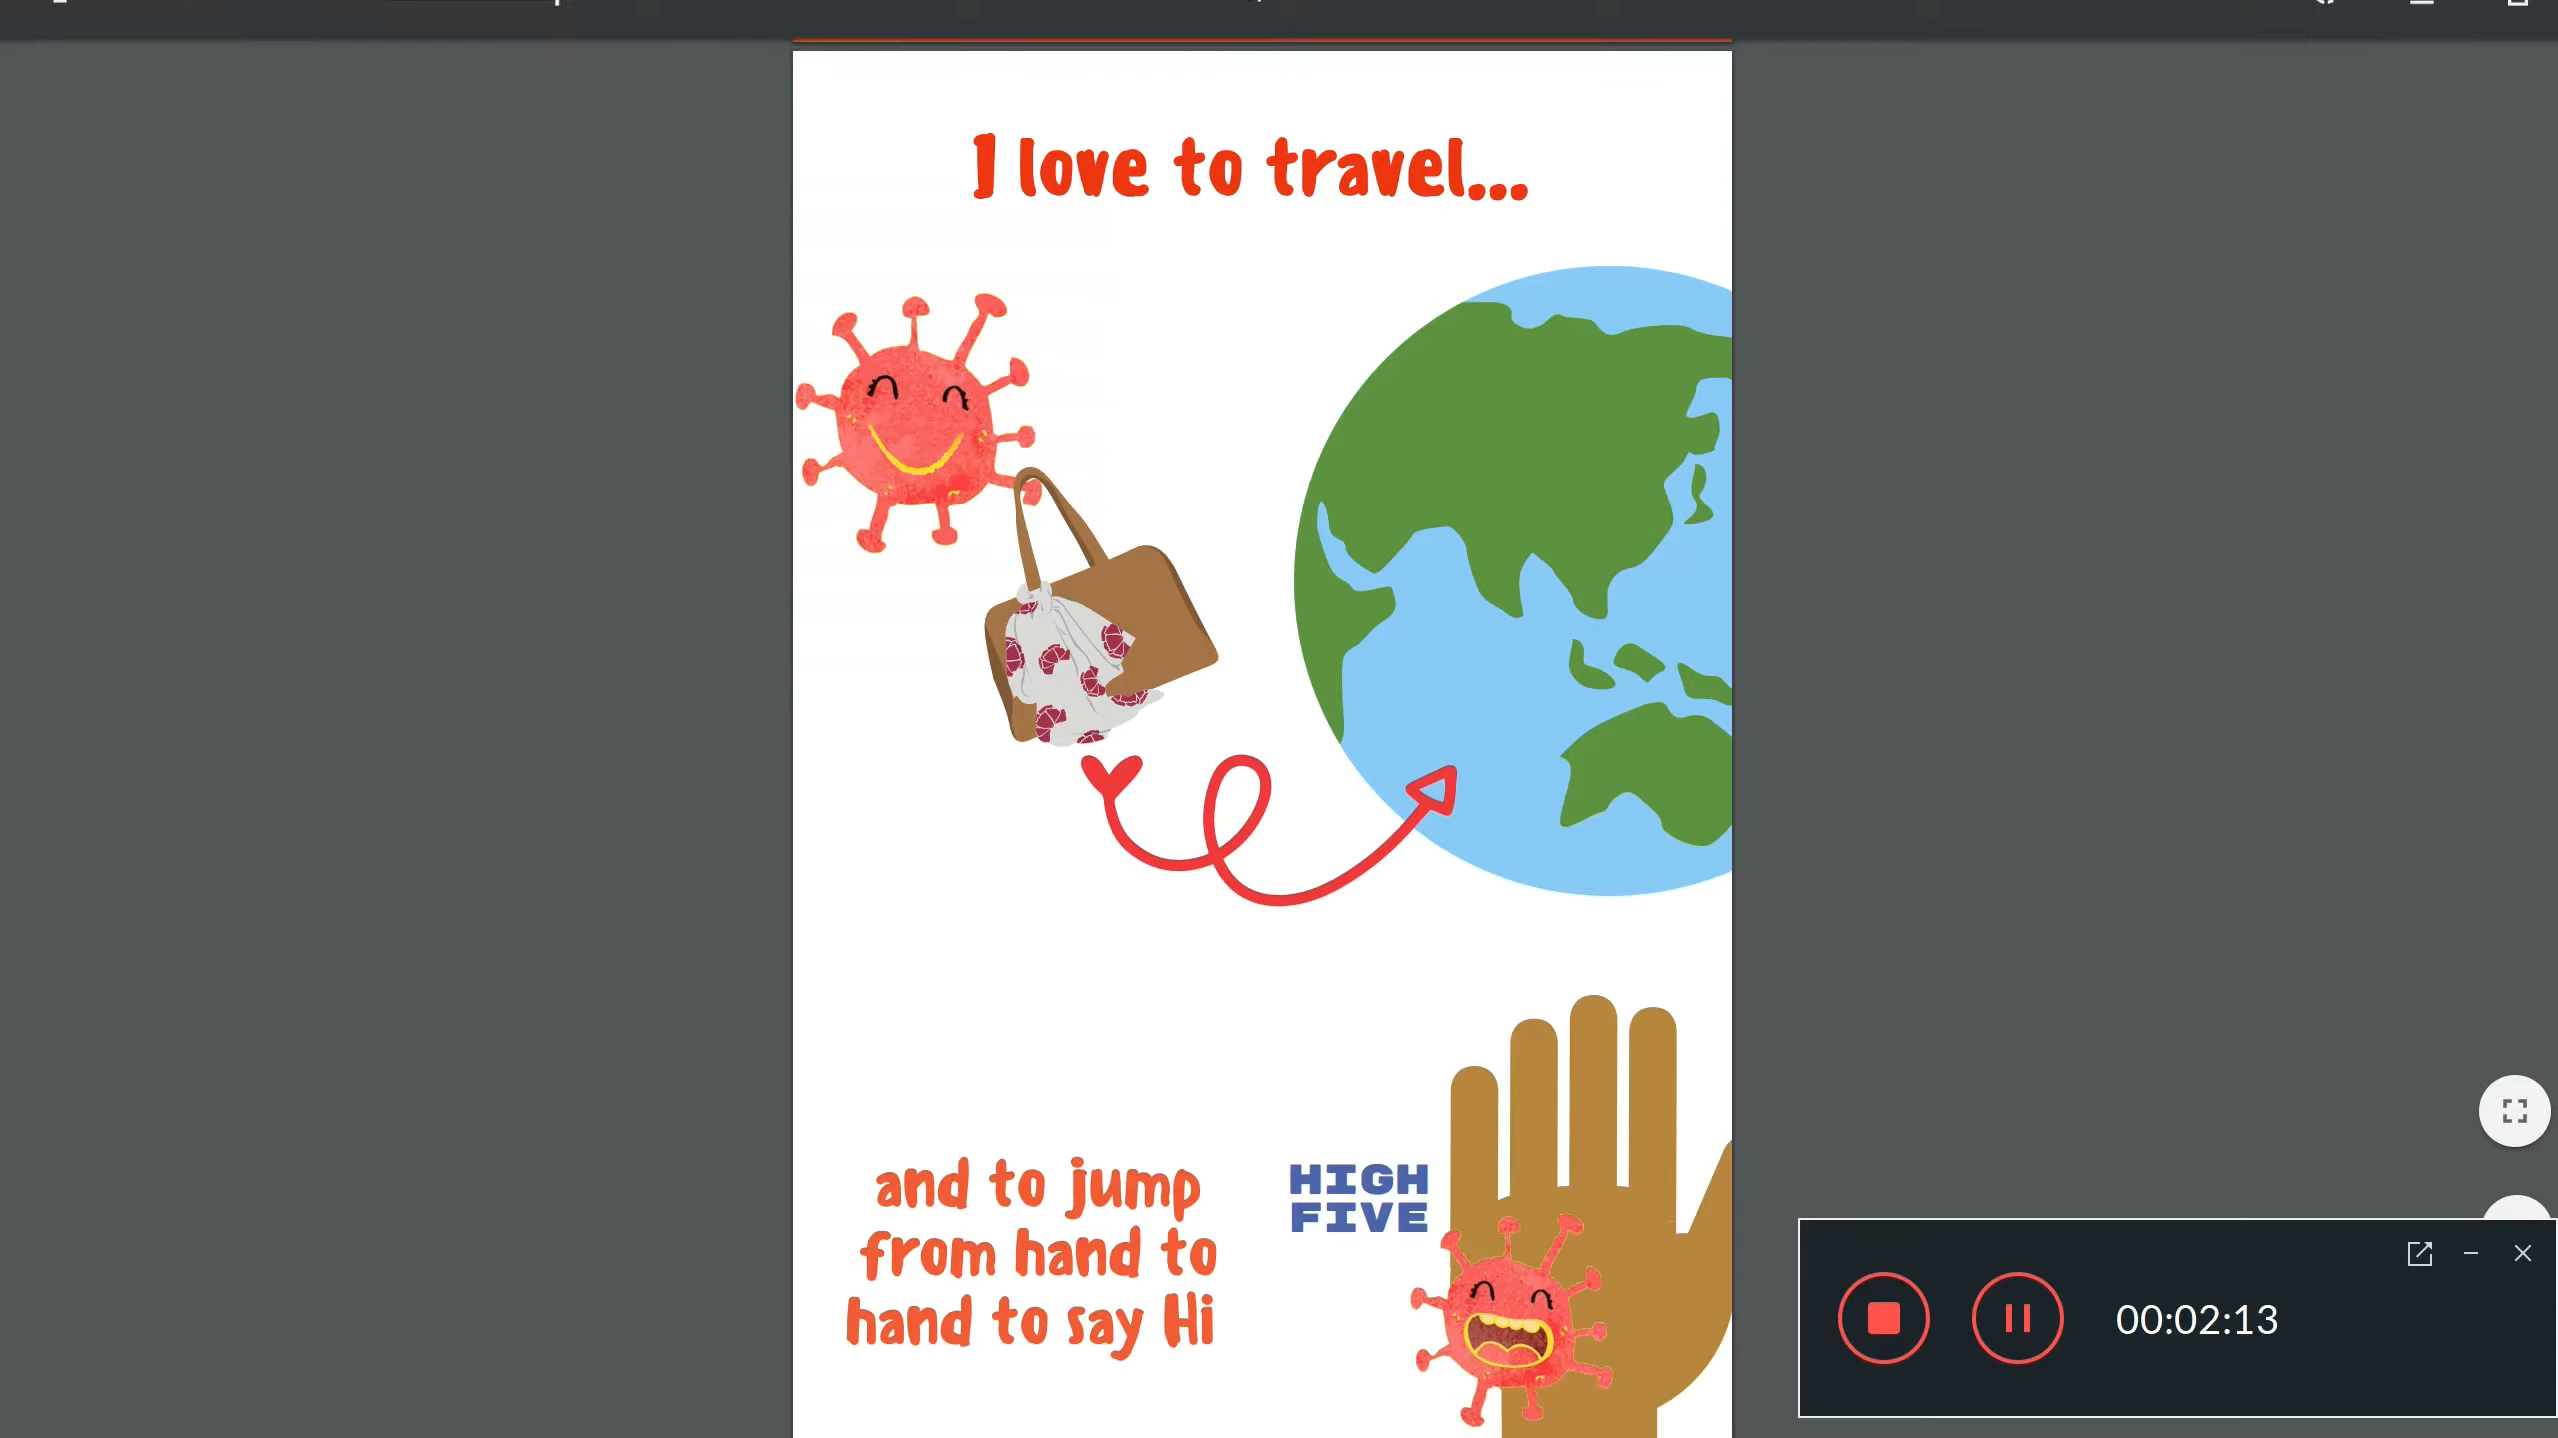 I love to travel...
and to jump
from hand to
hand to say Hi
HIGH
FIVE
00:02:13